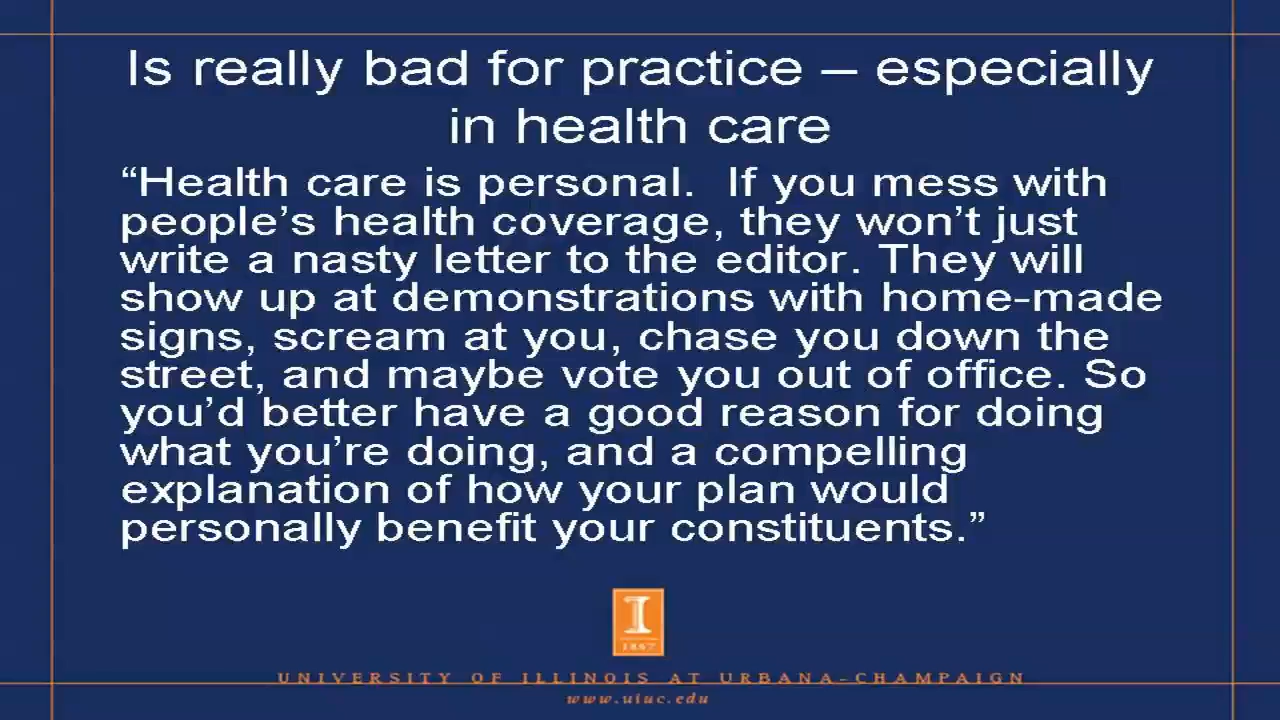 Is really bad for practice – especially
in health care
“Health care is personal.  If you mess with
people’s health coverage, they won’t just
write a nasty letter to the editor. They will
show up at demonstrations with home-made
signs, scream at you, chase you down the
street, and maybe vote you out of office. So
you’d better have a good reason for doing
what you’re doing, and a compelling
explanation of how your plan would
personally benefit your constituents.”
I
1867
UNIVERSITY OF ILLINOIS AT URBANA-CHAMPAIGN
www.uiuc.edu